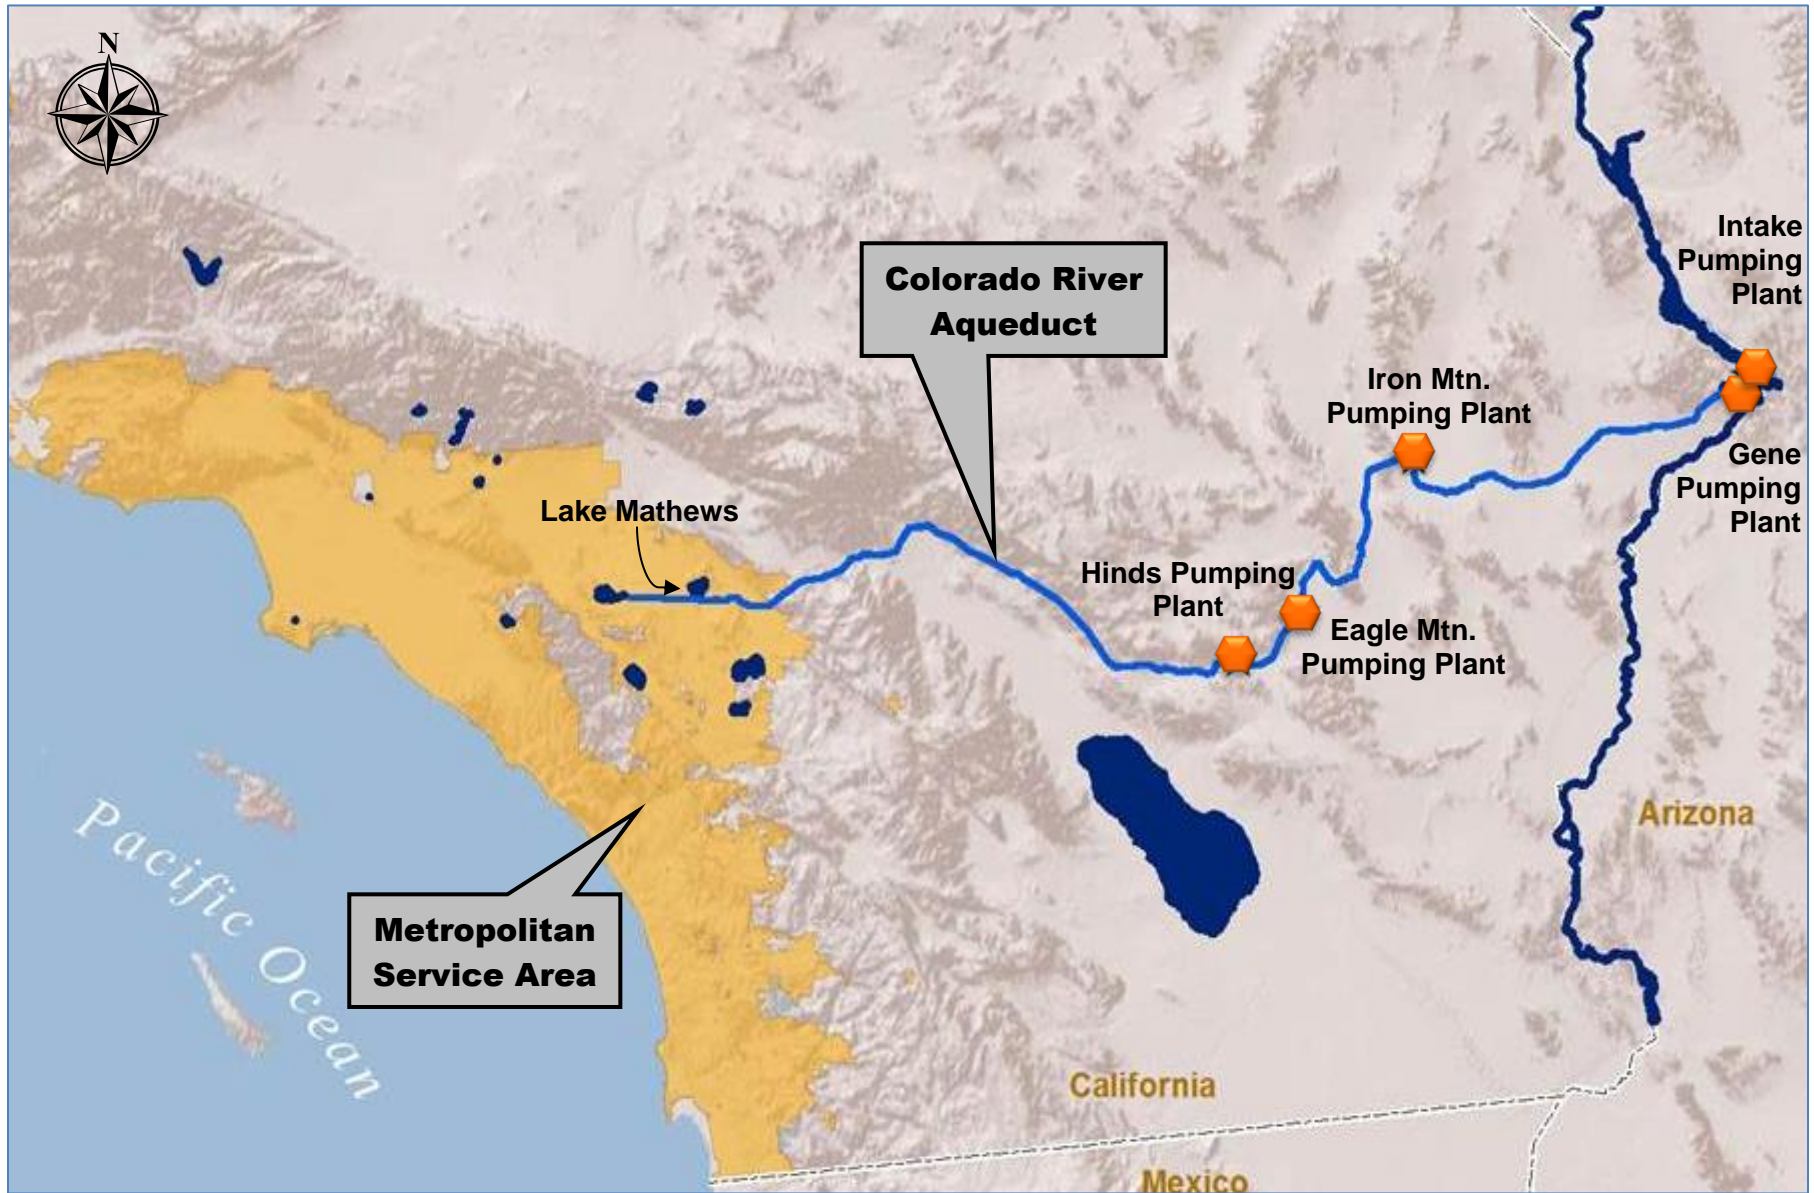 N
Intake
Pumping
Plant
Colorado River
Aqueduct
Iron Mtn.
Pumping Plant
Gene
Pumping
Plant
Lake Mathews
Hinds Pumping
Plant
Eagle Mtn.
Pumping Plant
Arizona
Pacific Ocean
Metropolitan
Service Area
California
Mexico